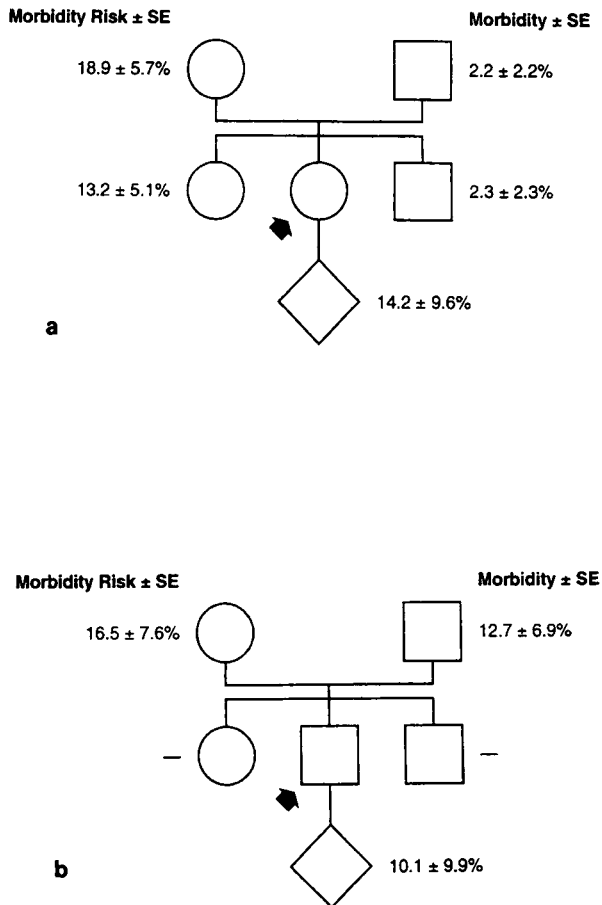 Morbidity Risk ± SE
Morbidity ± SE
18.9 ± 5.7%
2.2 ± 2.2%
13.2 ± 5.1%
2.3 ± 2.3%
14.2 ± 9.6%
a
Morbidity Risk ± SE
Morbidity ± SE
16.5 ± 7.6%
12.7 ± 6.9%
—
—
10.1 ± 9.9%
b